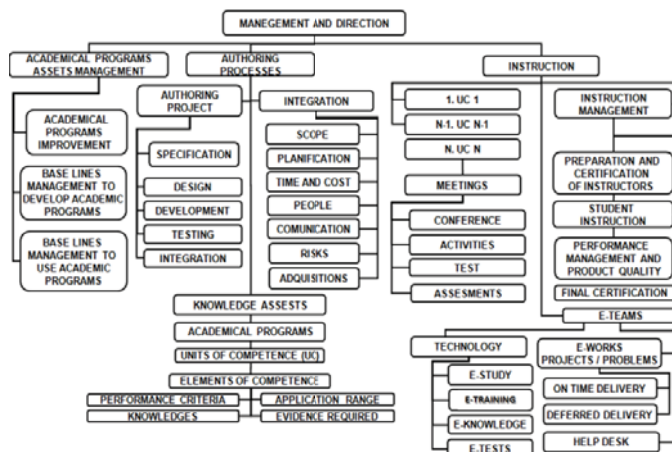 MANEGEMENT AND DIRECTION
ACADEMICAL PROGRAMS
ASSETS MANAGEMENT
AUTHORING
PROCESSES
INSTRUCTION
ACADEMICAL
PROGRAMS
IMPROVEMENT
BASE LINES
MANAGEMENT TO
DEVELOP ACADEMIC
PROGRAMS
BASE LINES
MANAGEMENT TO
USE ACADEMIC
PROGRAMS
AUTHORING
PROJECT
SPECIFICATION
DESIGN
DEVELOPMENT
TESTING
INTEGRATION
INTEGRATION
SCOPE
PLANIFICATION
TIME AND COST
PEOPLE
COMUNICATION
RISKS
ADQUISITIONS
KNOWLEDGE ASSESTS
ACADEMICAL PROGRAMS
UNITS OF COMPETENCE (UC)
ELEMENTS OF COMPETENCE
PERFORMANCE CRITERIA
APPLICATION RANGE
KNOWLEDGES
EVIDENCE REQUIRED
1. UC 1
N-1. UC N-1
N. UC N
MEETINGS
CONFERENCE
ACTIVITIES
TEST
ASSESMENTS
INSTRUCTION
MANAGEMENT
PREPARATION AND
CERTIFICATION
OF INSTRUCTORS
STUDENT
INSTRUCTION
PERFORMANCE
MANAGEMENT AND
PRODUCT QUALITY
FINAL CERTIFICATION
E-TEAMS
TECHNOLOGY
E-STUDY
E-TRAINING
E-KNOWLEDGE
E-TESTS
E-WORKS
PROJECTS / PROBLEMS
ON TIME DELIVERY
DEFERRED DELIVERY
HELP DESK